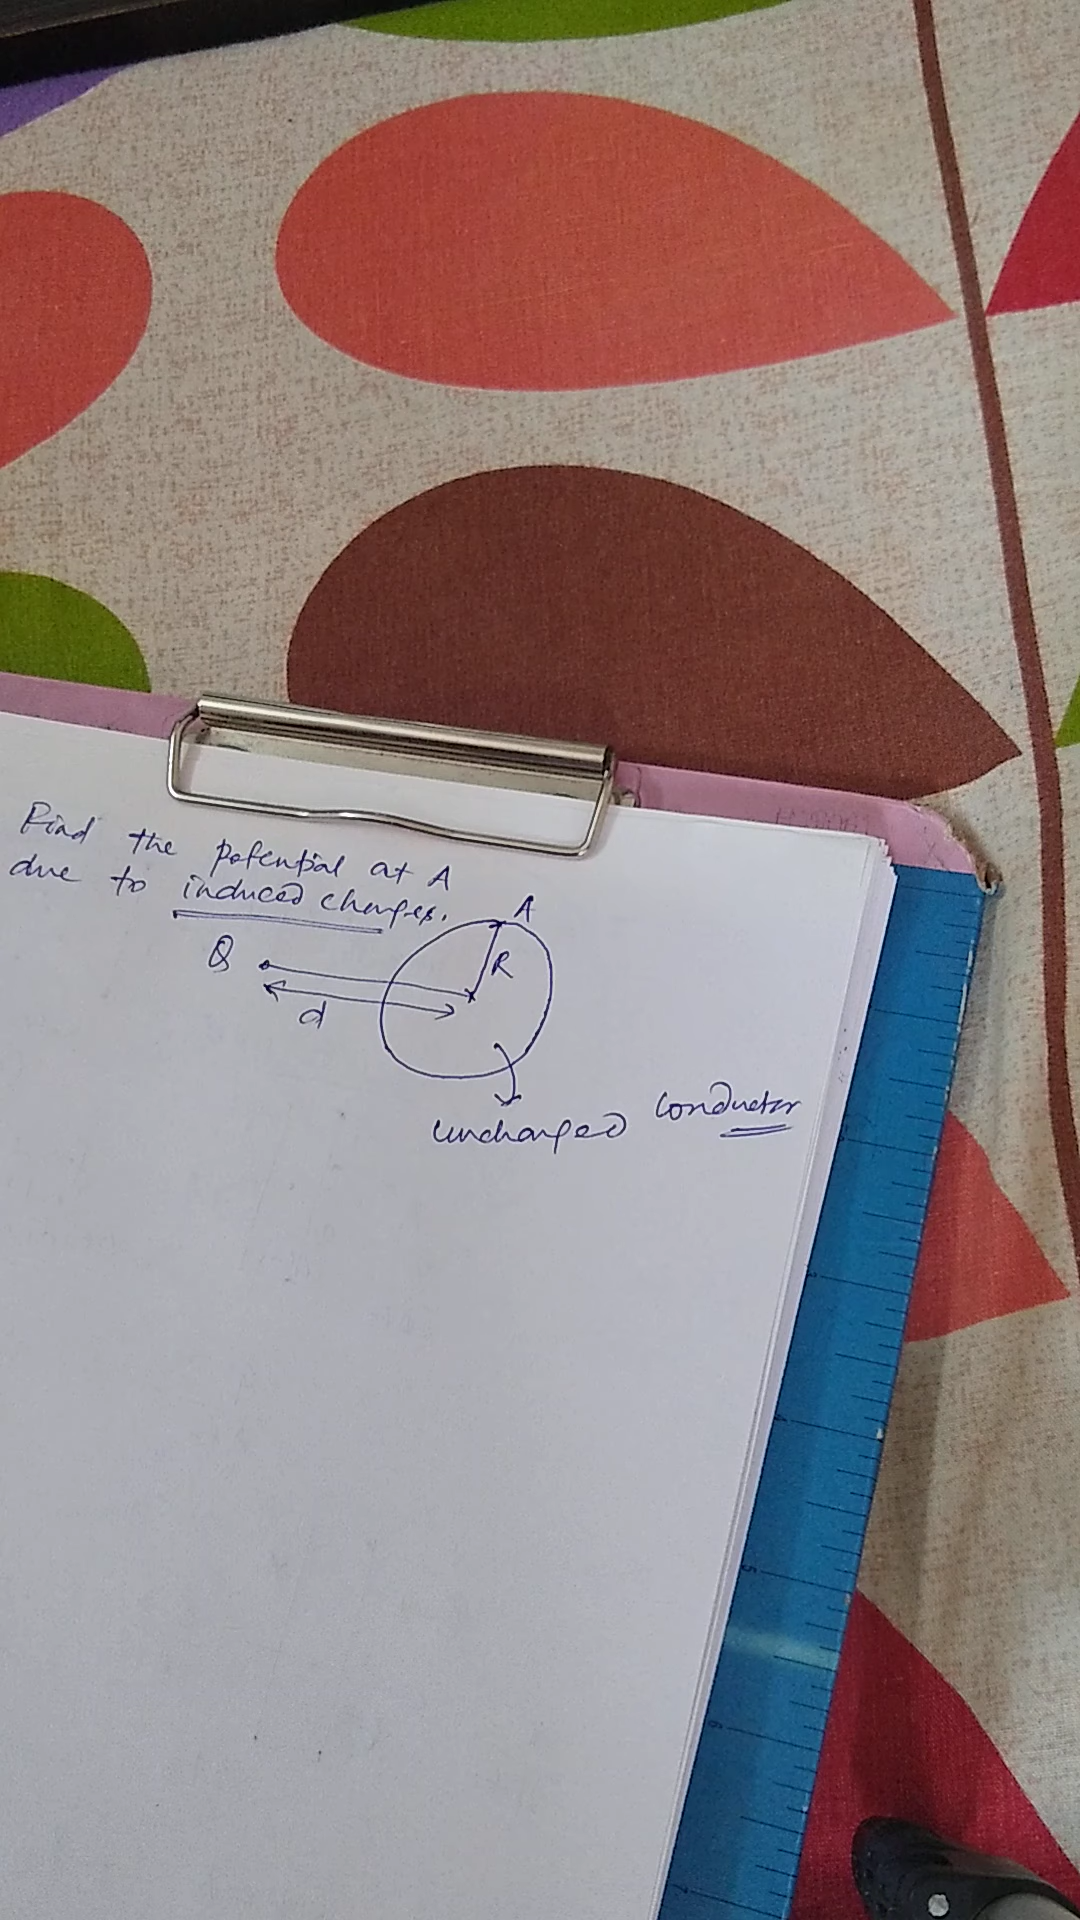 Find the potential at A
due to induced charges.
A
Q
R
d
uncharged conductor